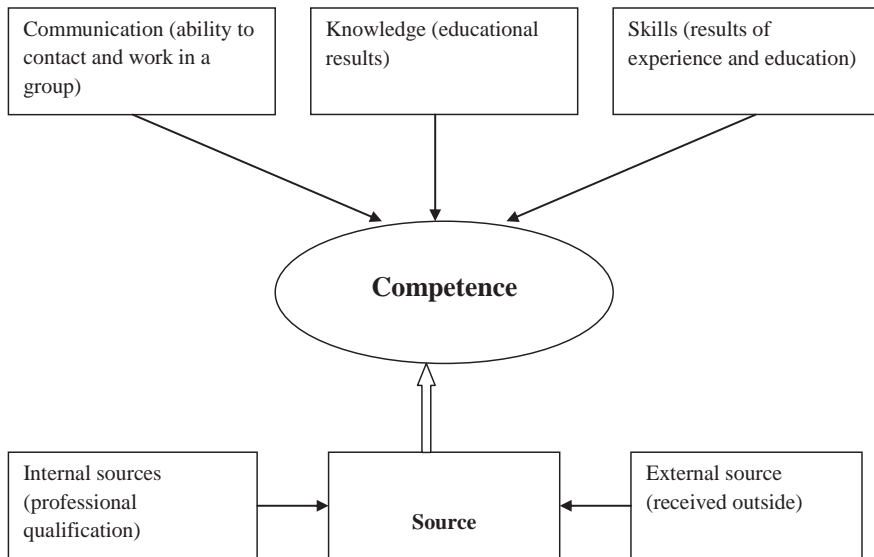 Communication (ability to
contact and work in a
group)
Knowledge (educational
results)
Skills (results of
experience and education)
Competence
Internal sources
(professional
qualification)
Source
External source
(received outside)